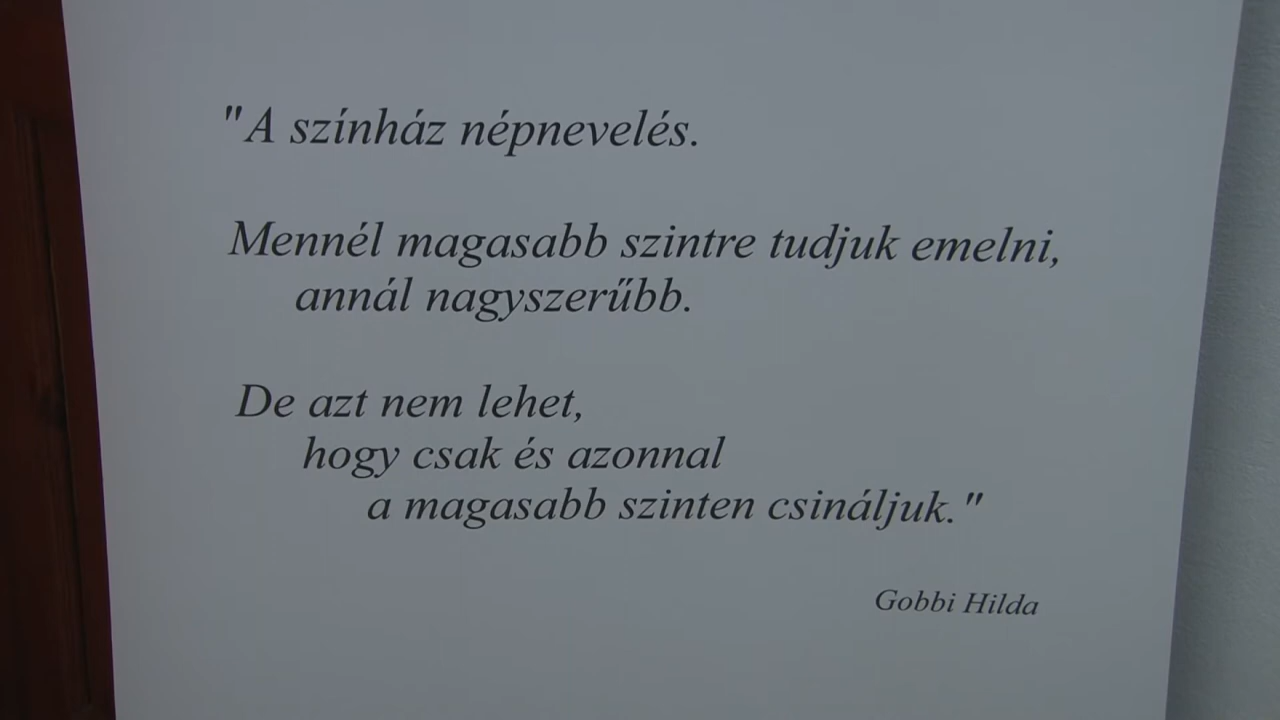 "A színház népnevelés.
Mennél magasabb szintre tudjuk emelni,
annál nagyszerűbb.
De azt nem lehet,
hogy csak és azonnal
a magasabb szinten csináljuk."
Gobbi Hilda